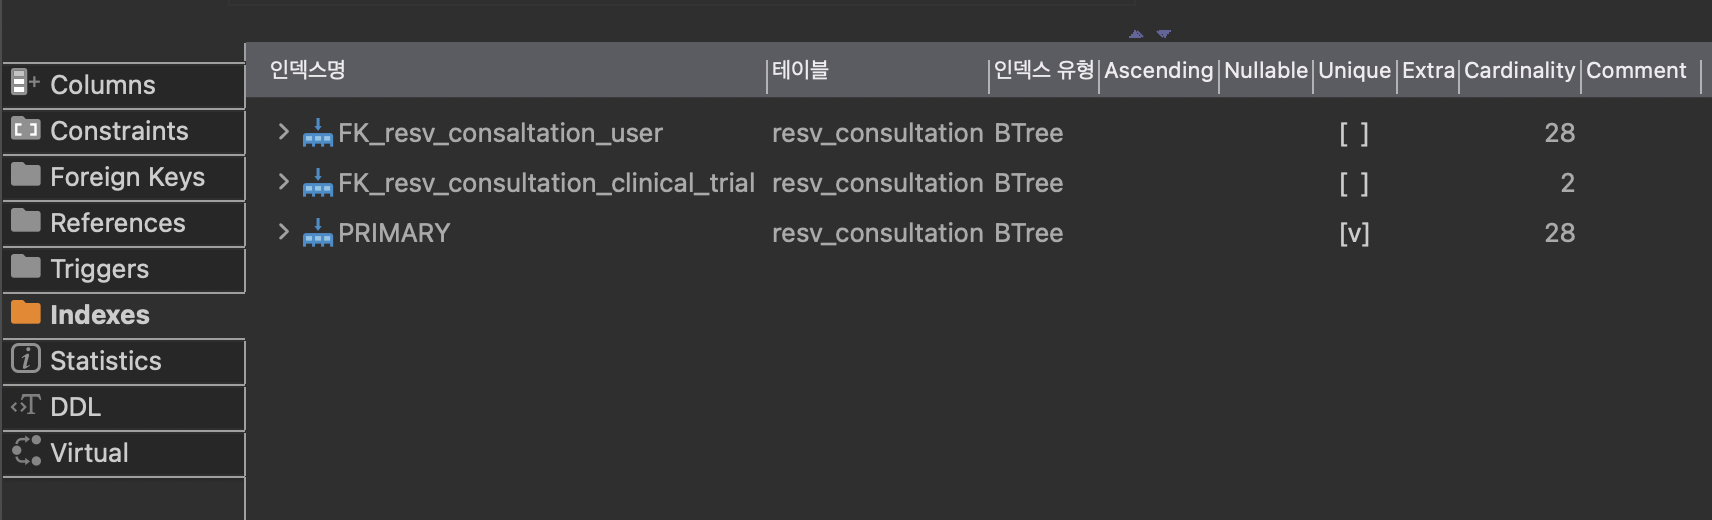 인덱스명 테이블 인덱스 유형 Ascending Nullable Unique Extra Cardinality Comment
Columns
Constraints
Foreign Keys
References
Triggers
Indexes
Statistics
DDL
Virtual
FK_resv_consaltation_user resv_consultation BTree [ ] 28
FK_resv_consultation_clinical_trial resv_consultation BTree [ ] 2
PRIMARY resv_consultation BTree [v] 28